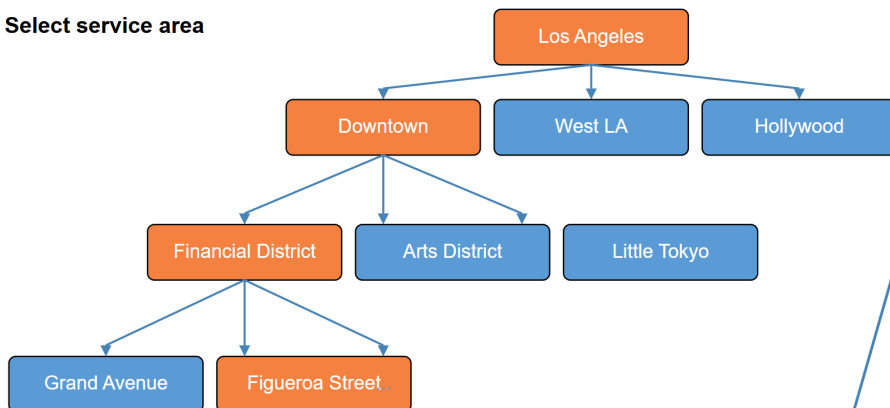 Select service area
Los Angeles
Downtown
West LA
Hollywood
Financial District
Arts District
Little Tokyo
Grand Avenue
Figueroa Street...